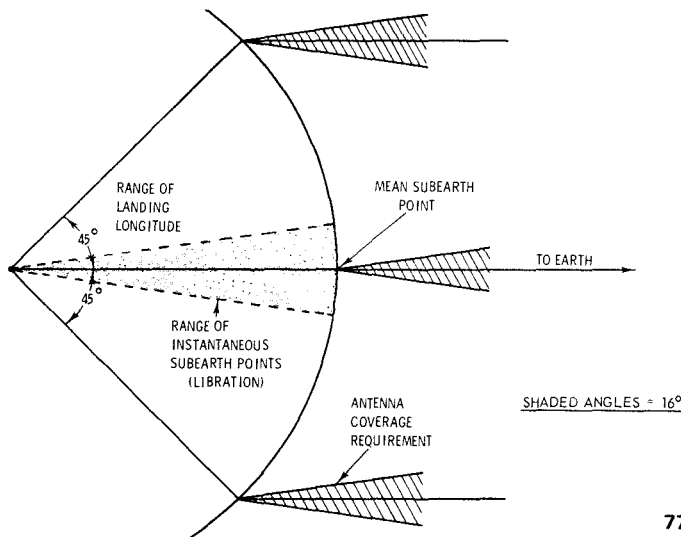 RANGE OF
LANDING
LONGITUDE
45°
45°
MEAN SUBEARTH
POINT
TO EARTH
RANGE OF
INSTANTANEOUS
SUBEARTH POINTS
(LIBRATION)
SHADED ANGLES = 16°
ANTENNA
COVERAGE
REQUIREMENT
77